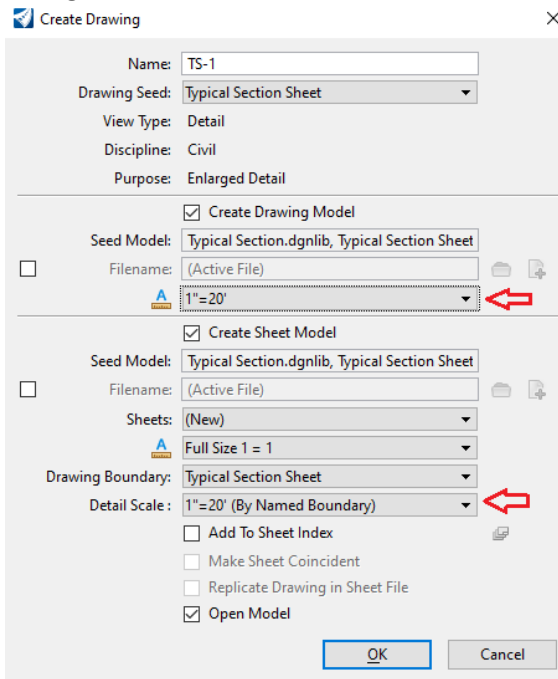 Create Drawing
Name: TS-1
Drawing Seed: Typical Section Sheet
View Type: Detail
Discipline: Civil
Purpose: Enlarged Detail
Create Drawing Model
Seed Model: Typical Section.dgnlib, Typical Section Sheet
Filename: (Active File)
A 1"=20'
Create Sheet Model
Seed Model: Typical Section.dgnlib, Typical Section Sheet
Filename: (Active File)
Sheets: (New)
A Full Size 1 = 1
Drawing Boundary: Typical Section Sheet
Detail Scale : 1"=20' (By Named Boundary)
Add To Sheet Index
Make Sheet Coincident
Replicate Drawing in Sheet File
Open Model
OK Cancel